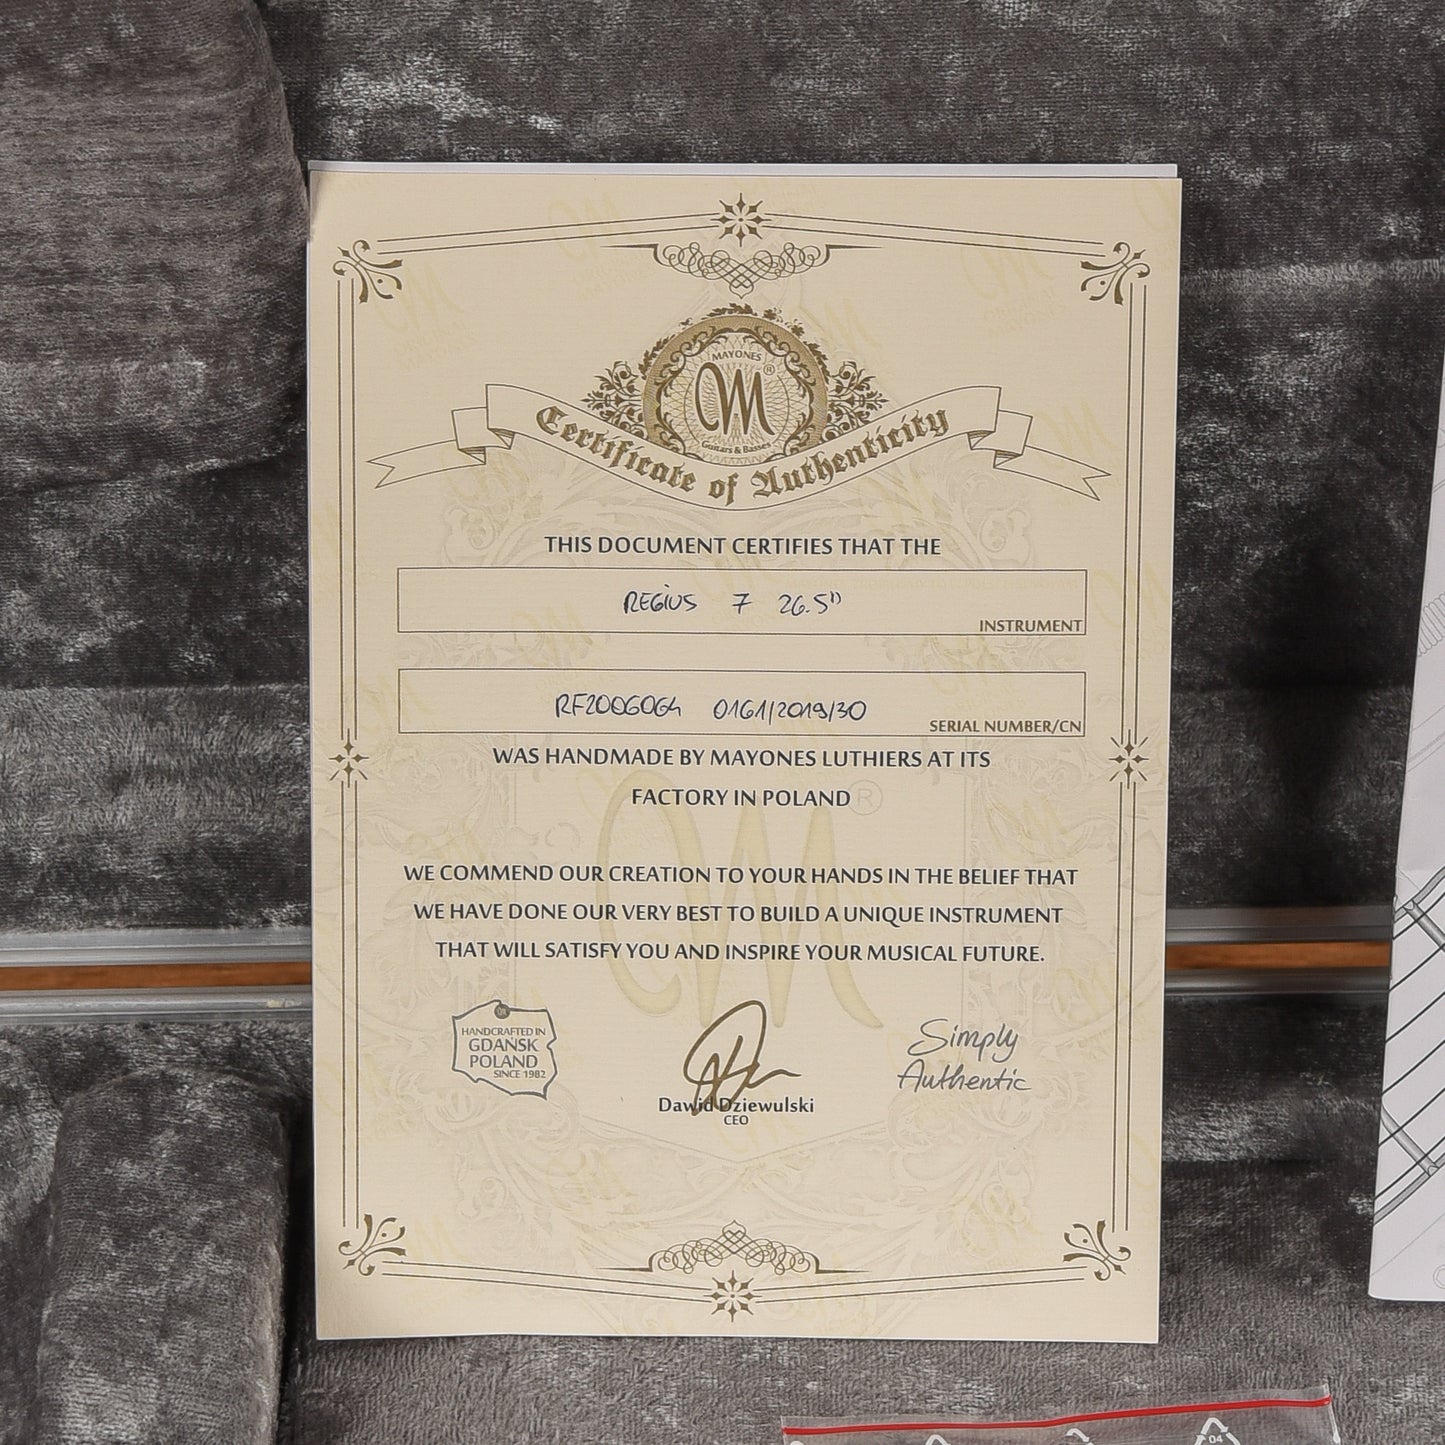 MAYONES
M®
Guitars & Basses
Certificate of Authenticity
THIS DOCUMENT CERTIFIES THAT THE
REGIUS 7 26.5"
INSTRUMENT
RF2006064 0161/2019/30
SERIAL NUMBER/CN
WAS HANDMADE BY MAYONES LUTHIERS AT ITS
FACTORY IN POLAND
WE COMMEND OUR CREATION TO YOUR HANDS IN THE BELIEF THAT
WE HAVE DONE OUR VERY BEST TO BUILD A UNIQUE INSTRUMENT
THAT WILL SATISFY YOU AND INSPIRE YOUR MUSICAL FUTURE.
HANDCRAFTED IN
GDAŃSK
POLAND
SINCE 1982
Dawid Dziewulski
CEO
Simply
Authentic
04